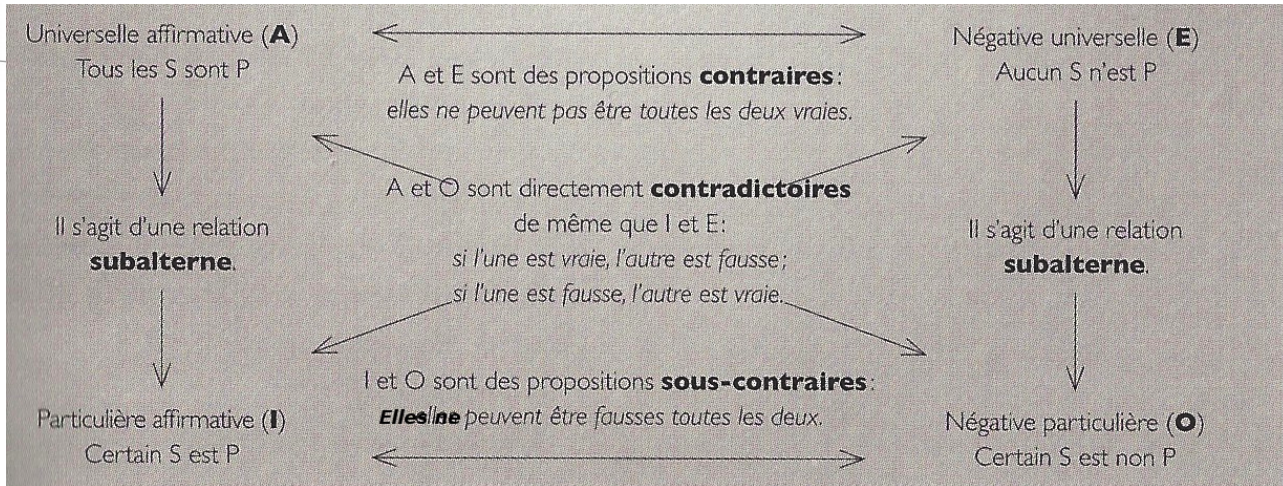 Universelle affirmative (A)
Tous les S sont P
Négative universelle (E)
Aucun S n'est P
A et E sont des propositions contraires:
elles ne peuvent pas être toutes les deux vraies.
A et O sont directement contradictoires
de même que I et E:
si l'une est vraie, l'autre est fausse;
si l'une est fausse, l'autre est vraie.
Il s'agit d'une relation
subalterne.
Il s'agit d'une relation
subalterne.
I et O sont des propositions sous-contraires:
Elles ne peuvent être fausses toutes les deux.
Particulière affirmative (I)
Certain S est P
Négative particulière (O)
Certain S est non P